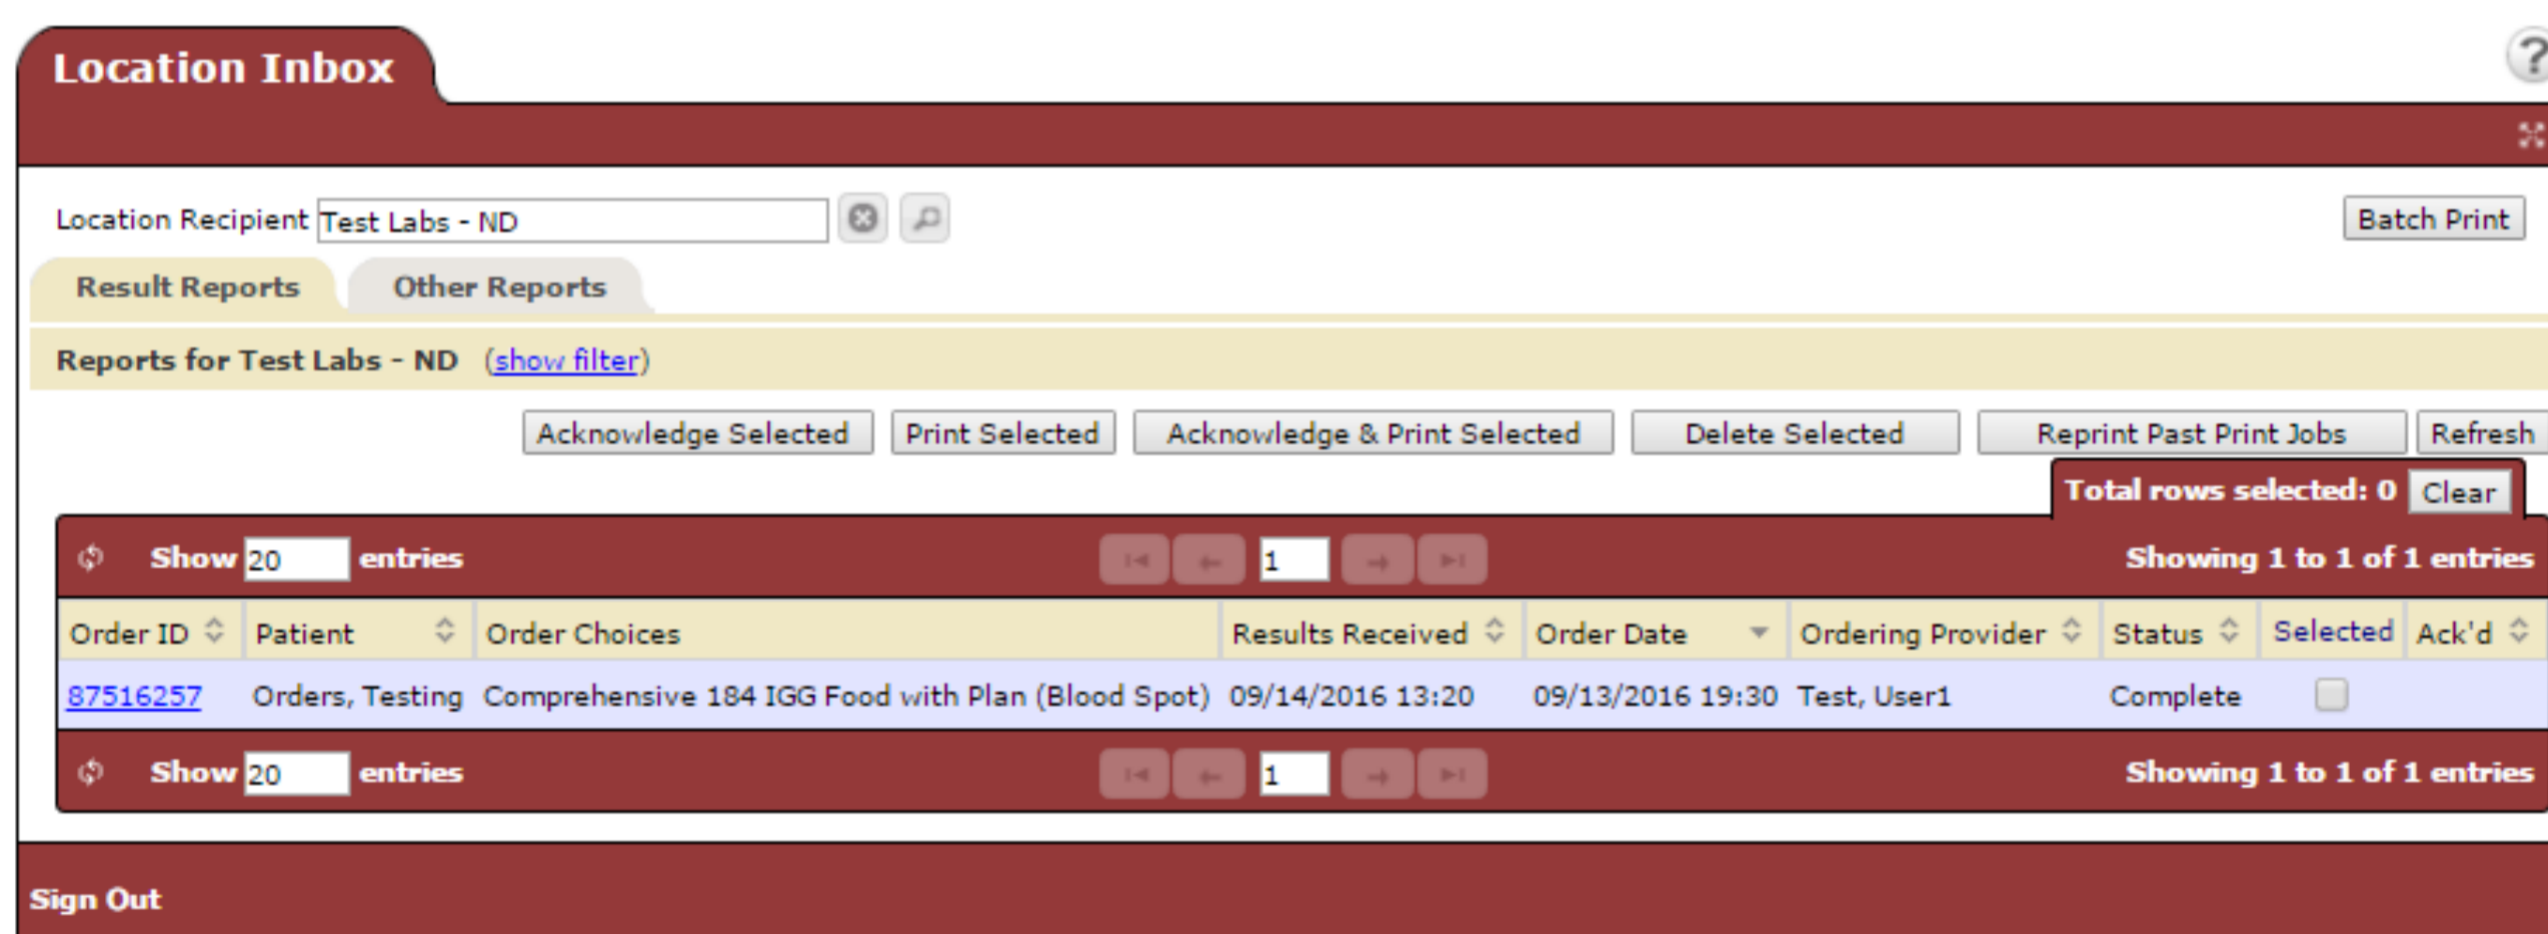 Location Inbox
?
Location Recipient Test Labs - ND Batch Print
Result Reports Other Reports
Reports for Test Labs - ND (show filter)
Acknowledge Selected Print Selected Acknowledge & Print Selected Delete Selected Reprint Past Print Jobs Refresh
Total rows selected: 0 Clear
Show 20 entries 1 Showing 1 to 1 of 1 entries
Order ID Patient Order Choices Results Received Order Date Ordering Provider Status Selected Ack'd
87516257 Orders, Testing Comprehensive 184 IGG Food with Plan (Blood Spot) 09/14/2016 13:20 09/13/2016 19:30 Test, User1 Complete
Show 20 entries 1 Showing 1 to 1 of 1 entries
Sign Out